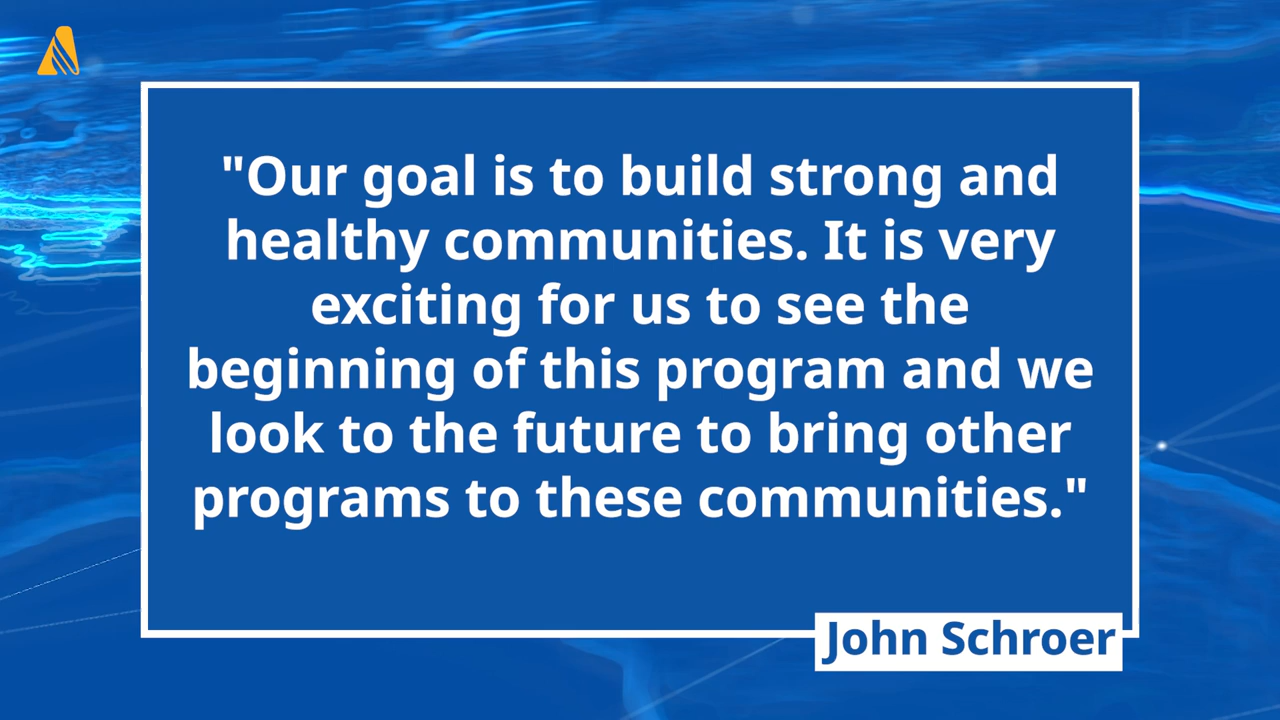 "Our goal is to build strong and
healthy communities. It is very
exciting for us to see the
beginning of this program and we
look to the future to bring other
programs to these communities."
John Schroer